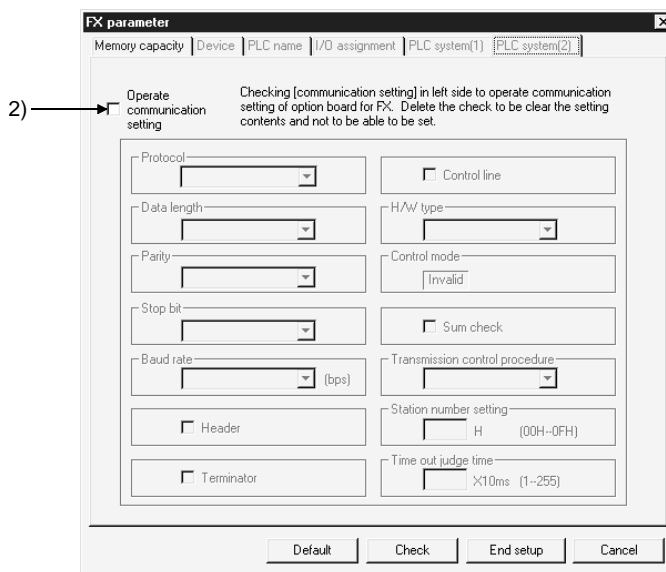 FX parameter
Memory capacity Device PLC name I/O assignment PLC system(1) PLC system(2)
2)
Operate
communication
setting
Checking [communication setting] in left side to operate communication
setting of option board for FX. Delete the check to be clear the setting
contents and not to be able to be set.
Protocol
Control line
Data length
H/W type
Parity
Control mode
Invalid
Stop bit
Sum check
Baud rate
(bps)
Transmission control procedure
Header
Station number setting
H (00H--0FH)
Terminator
Time out judge time
X10ms (1--255)
Default Check End setup Cancel